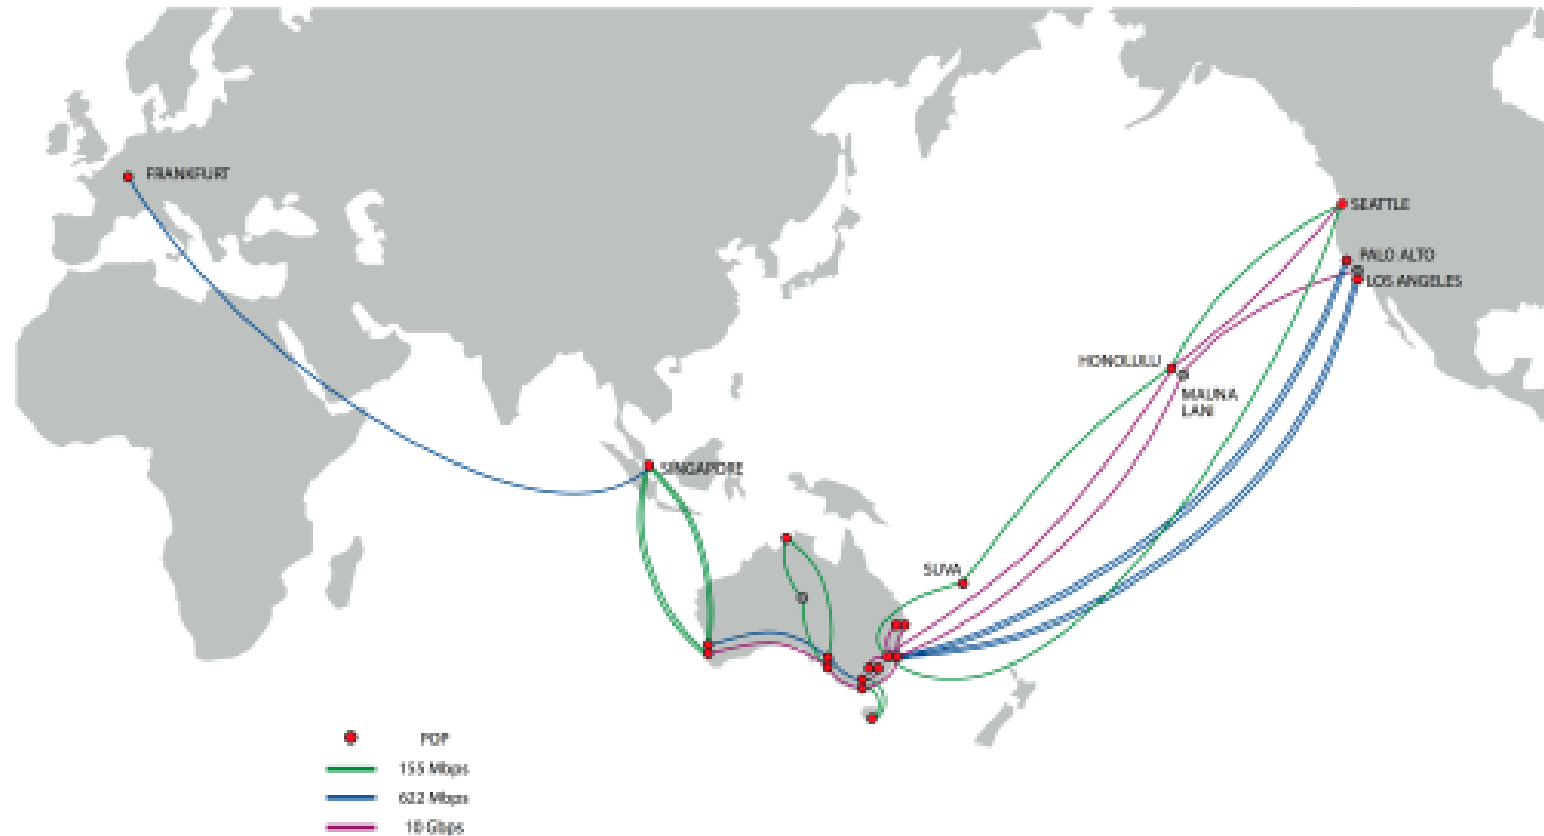 FRANKFURT
SEATTLE
PALO ALTO
LOS ANGELES
HONOLULU
MAUNA
LANI
SINGAPORE
SUVA
POP
155 Mbps
622 Mbps
10 Gbps